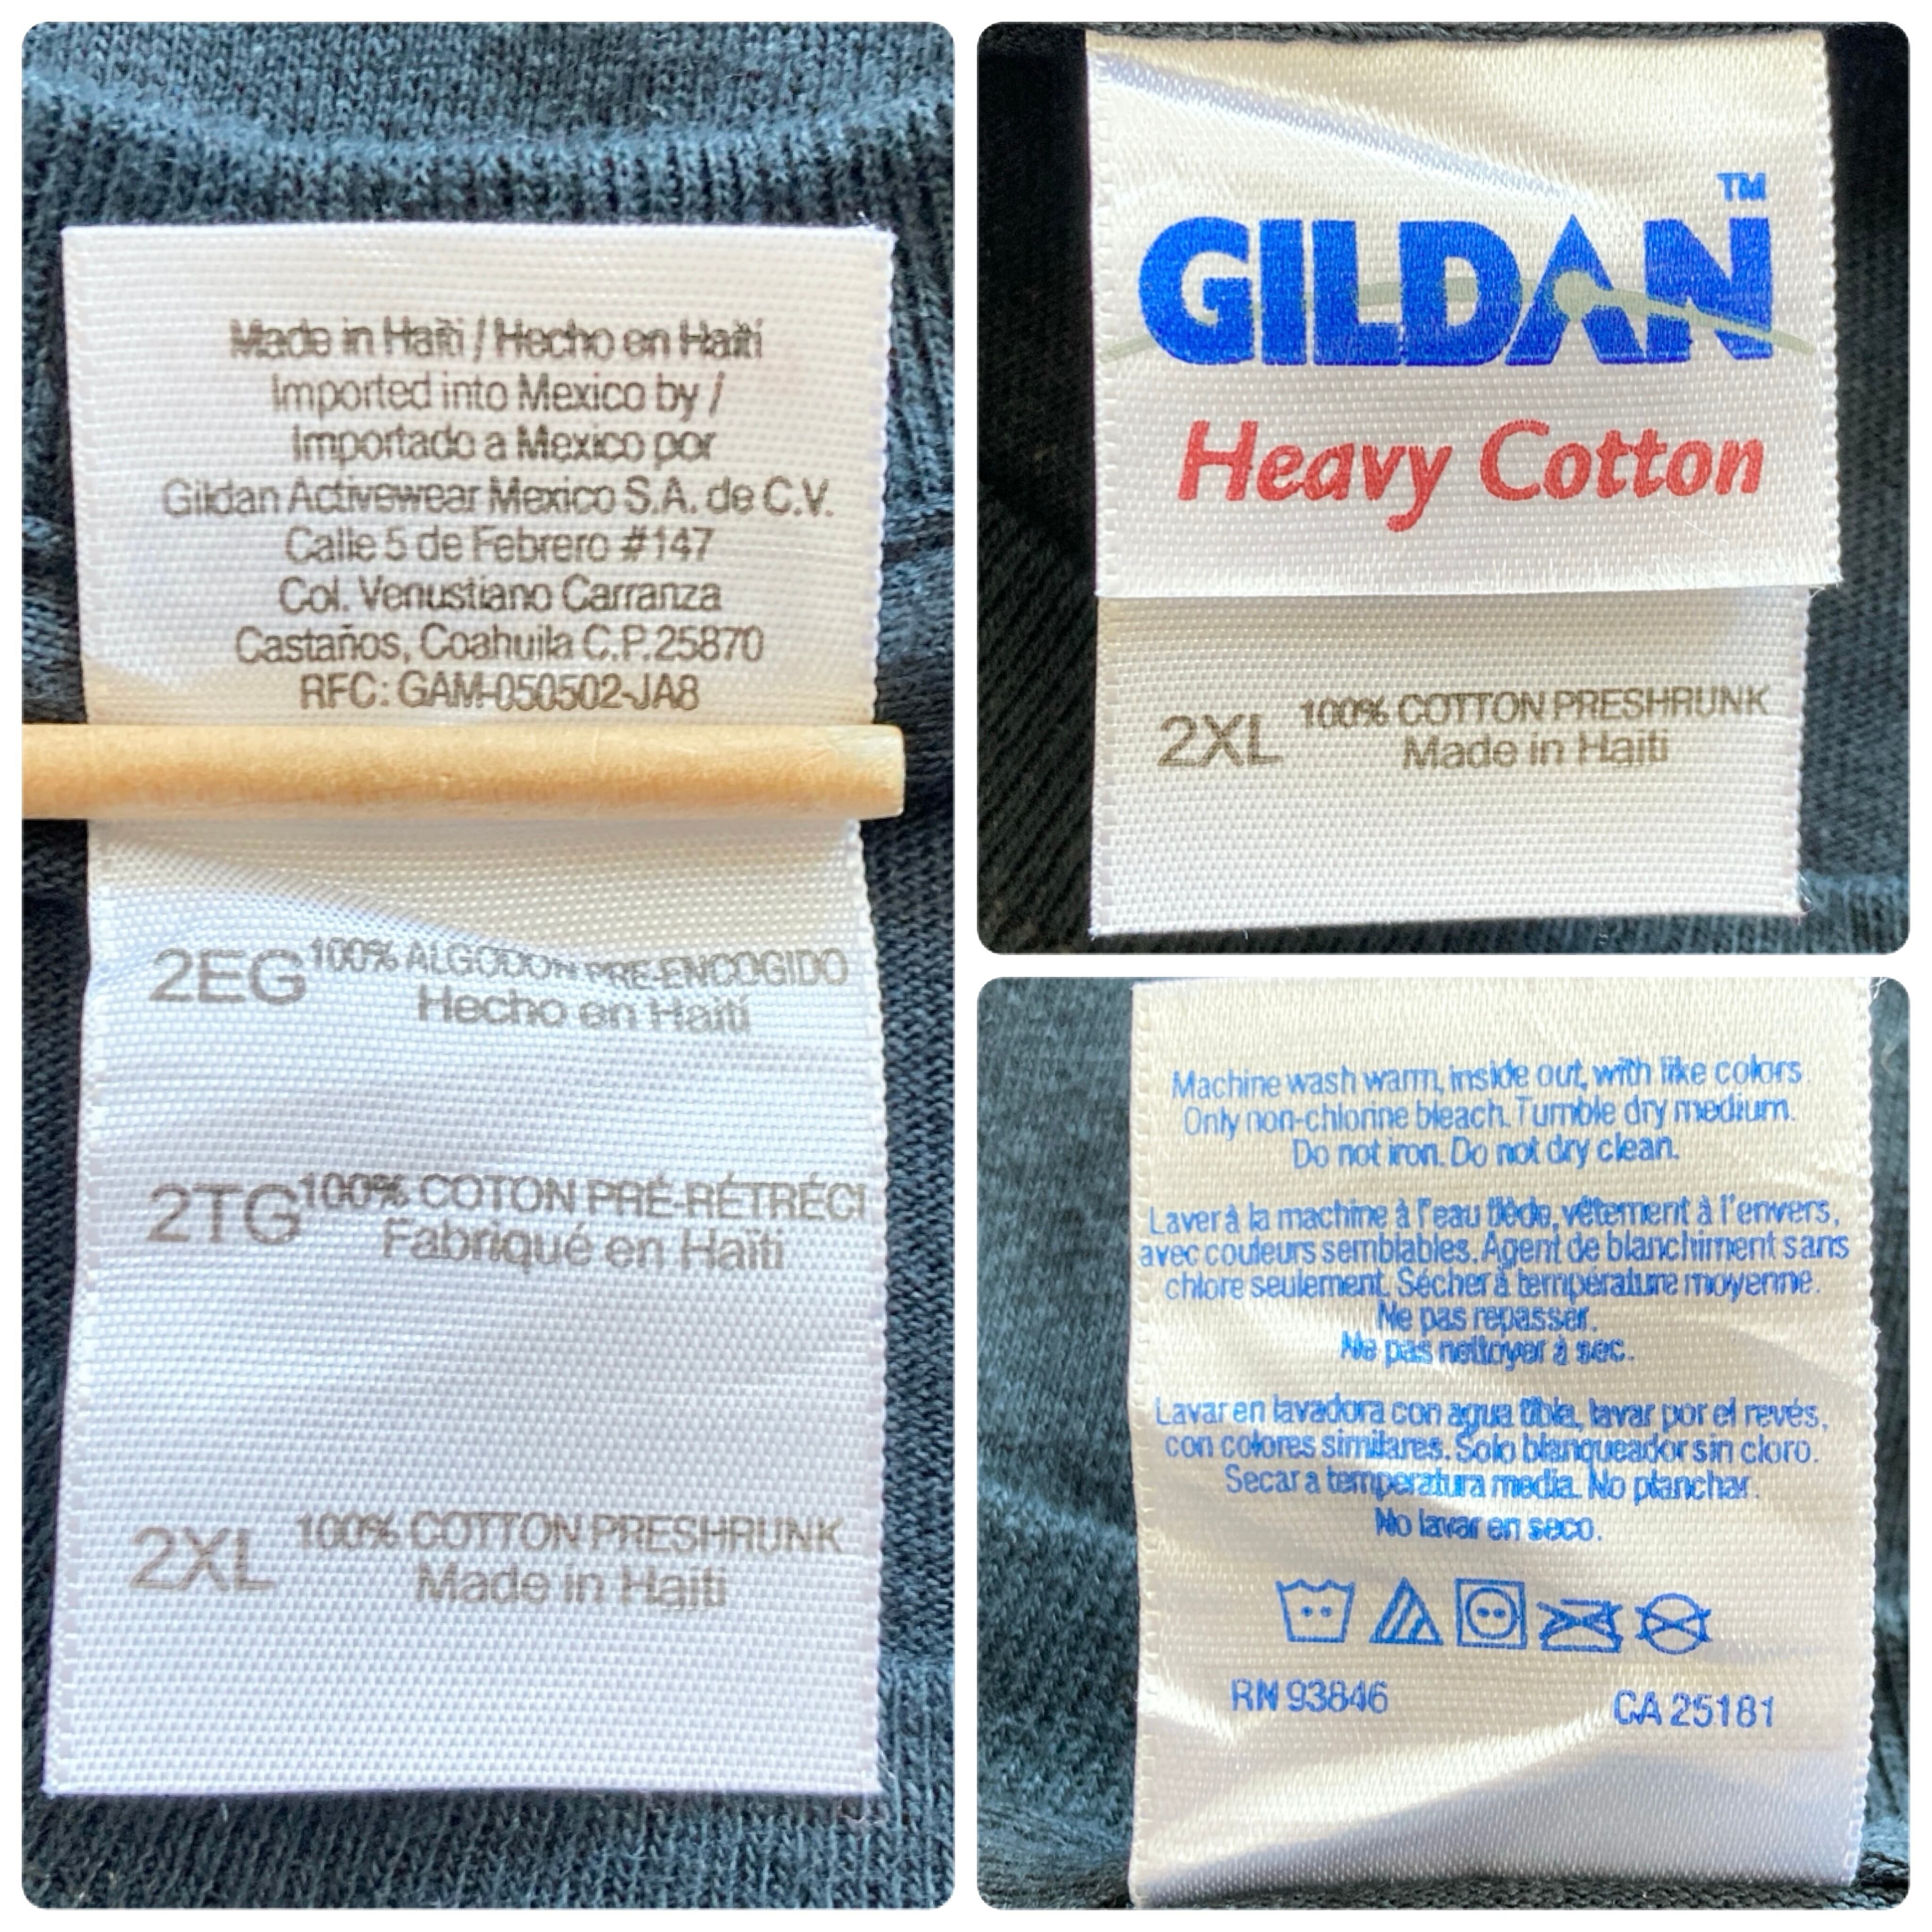 Made in Haïti / Hecho en Haïtí
Imported into Mexico by /
Importado a Mexico por
Gildan Activewear Mexico S.A. de C.V.
Calle 5 de Febrero #147
Col. Venustiano Carranza
Castaños, Coahuila C.P. 25870
RFC: GAM-050502-JA8
2EG 100% ALGODON PRE-ENCOGIDO
Hecho en Haïtí
2TG 100% COTON PRÉ-RÉTRÉCI
Fabriqué en Haïti
2XL 100% COTTON PRESHRUNK
Made in Haiti
GILDAN™
Heavy Cotton
2XL 100% COTTON PRESHRUNK
Made in Haiti
Machine wash warm, inside out, with like colors.
Only non-chlorine bleach. Tumble dry medium.
Do not iron. Do not dry clean.
Laver à la machine à l'eau tiède, vêtement à l'envers,
avec couleurs semblables. Agent de blanchiment sans
chlore seulement. Sécher à température moyenne.
Ne pas repasser.
Ne pas nettoyer à sec.
Lavar en lavadora con agua tibia, lavar por el revés,
con colores similares. Solo blanqueador sin cloro.
Secar a temperatura media. No planchar.
No lavar en seco.
RN 93846 CA 25181